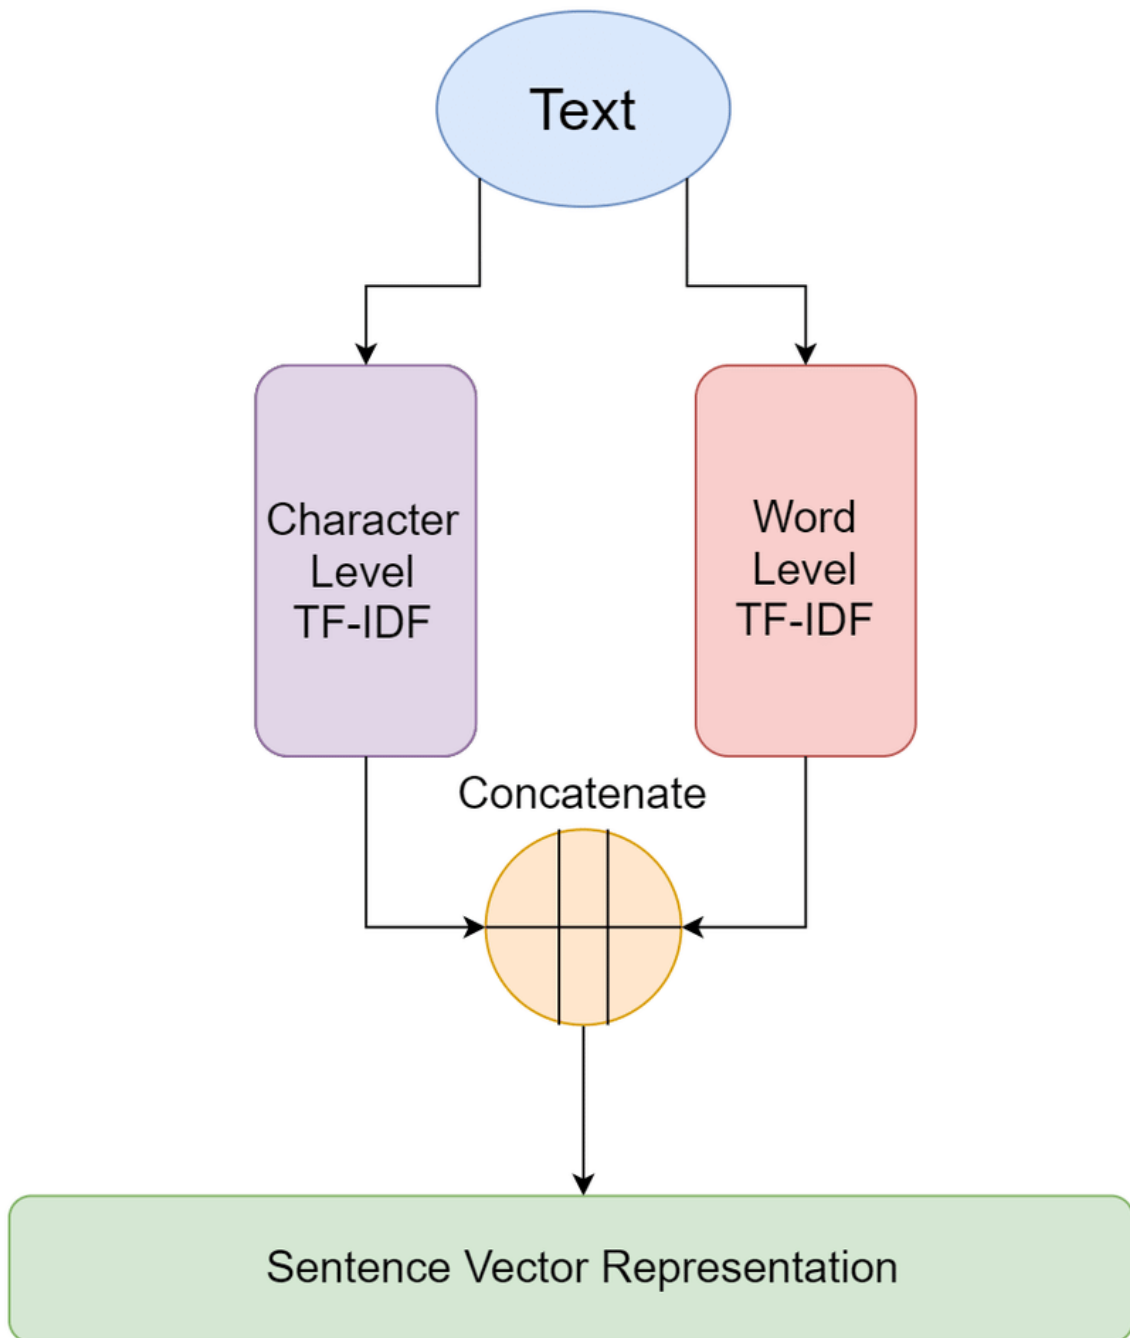 Text
Character
Level
TF-IDF
Word
Level
TF-IDF
Concatenate
Sentence Vector Representation